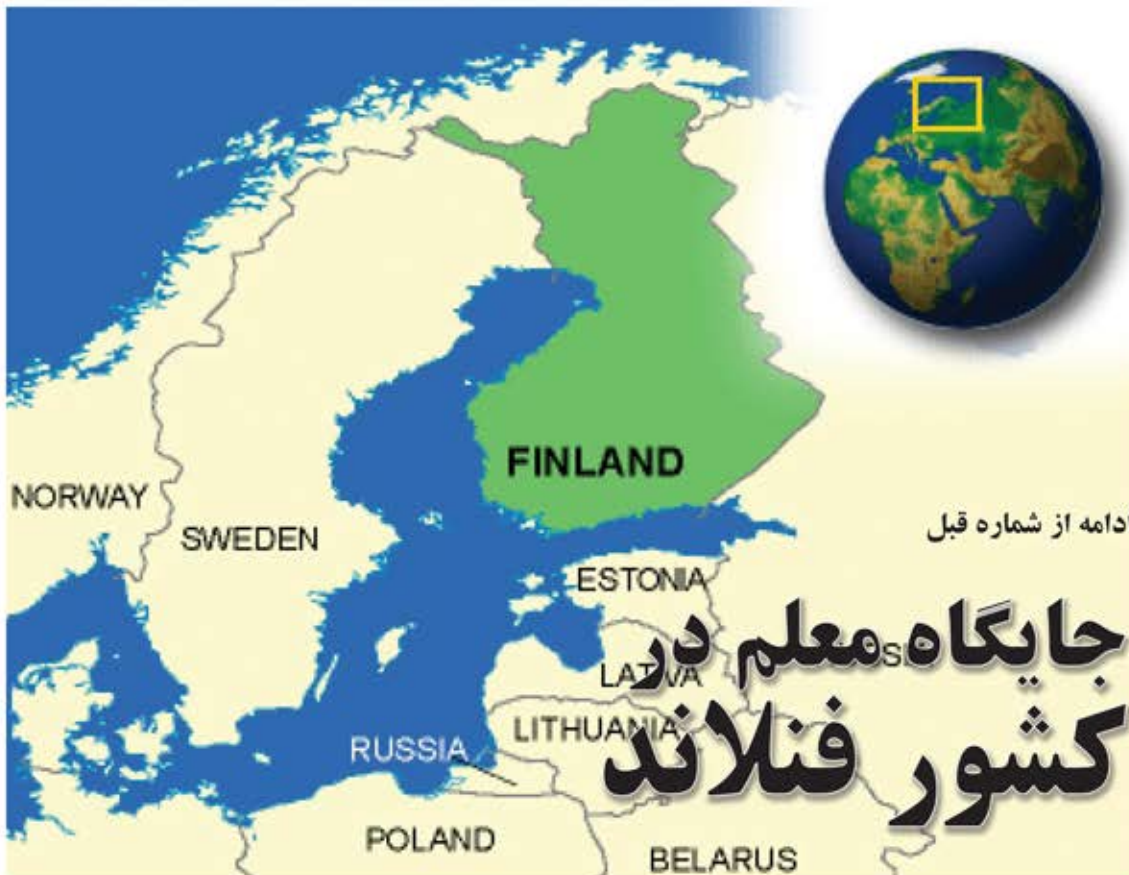 FINLAND
NORWAY
SWEDEN
ادامه از شماره قبل
ESTONIA
جایگاه معلم در
LATVIA
LITHUANIA
کشور فنلاند
RUSSIA
POLAND
BELARUS